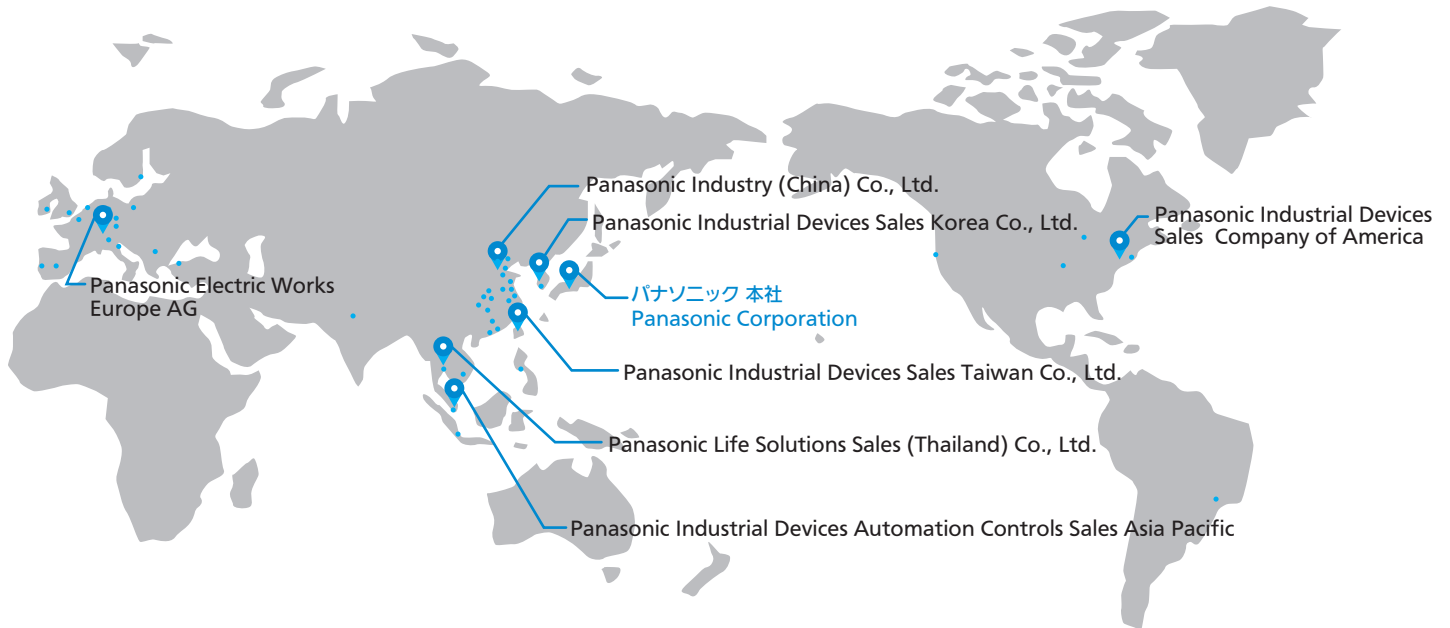 Panasonic Industry (China) Co., Ltd.
Panasonic Industrial Devices Sales Korea Co., Ltd.
Panasonic Industrial Devices
Sales Company of America
Panasonic Electric Works
Europe AG
パナソニック 本社
Panasonic Corporation
Panasonic Industrial Devices Sales Taiwan Co., Ltd.
Panasonic Life Solutions Sales (Thailand) Co., Ltd.
Panasonic Industrial Devices Automation Controls Sales Asia Pacific